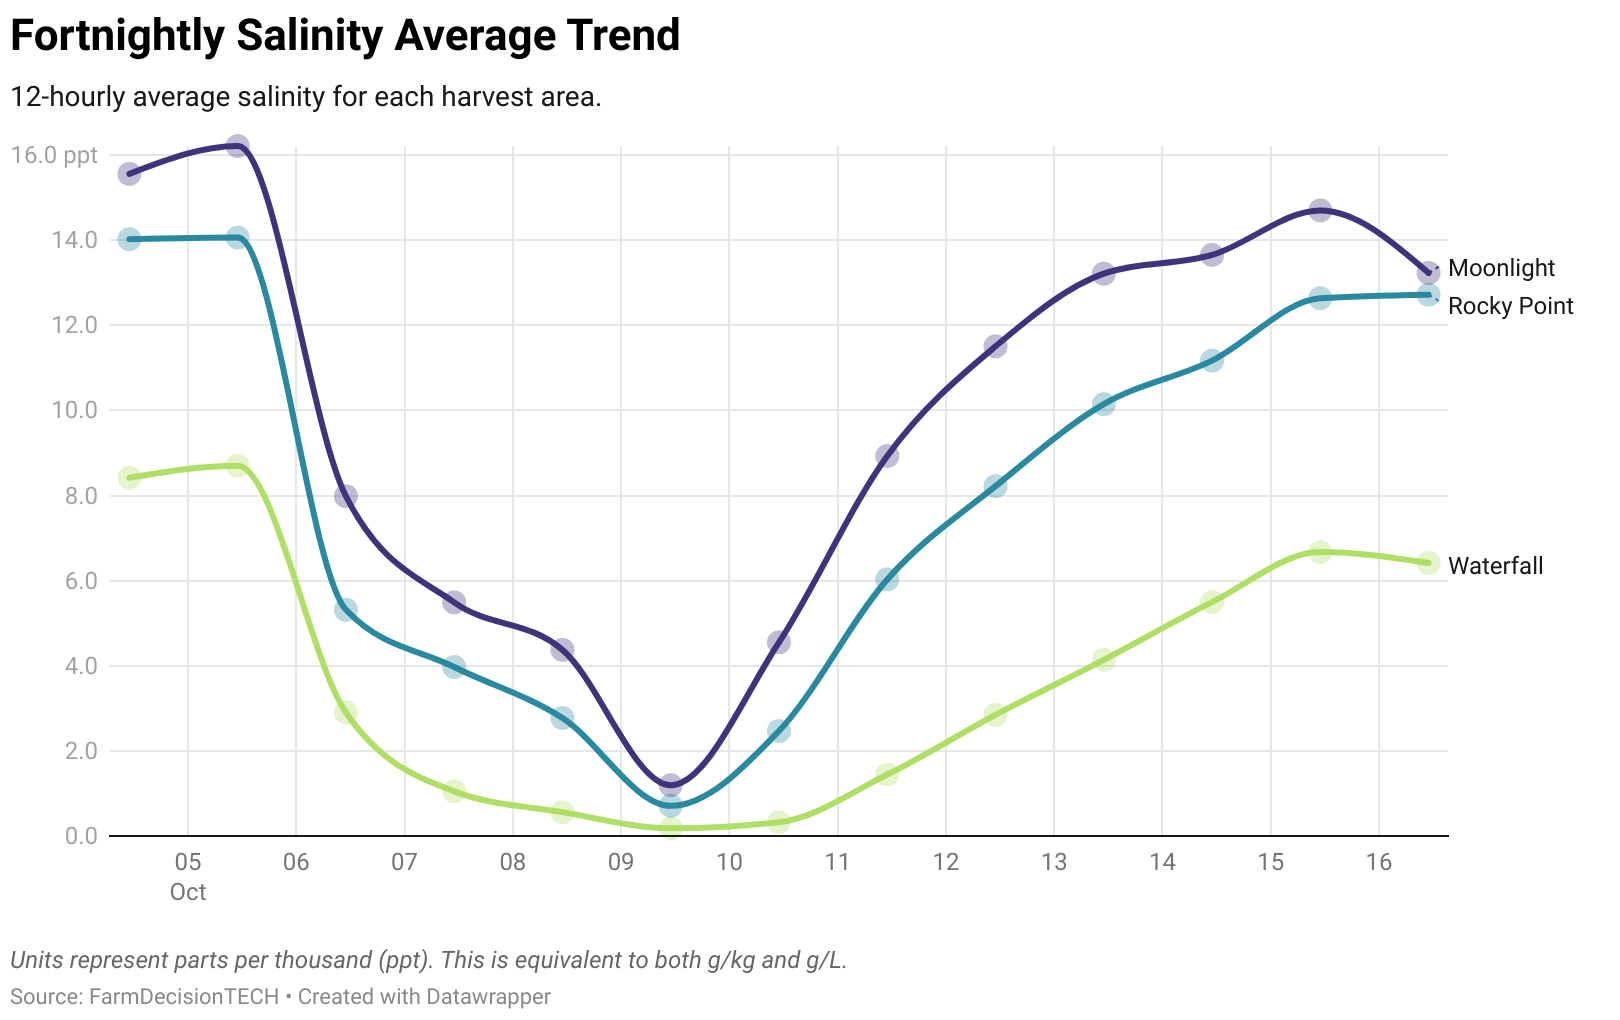 Fortnightly Salinity Average Trend
12-hourly average salinity for each harvest area.
16.0 ppt
14.0
12.0
10.0
8.0
6.0
4.0
2.0
0.0
Moonlight
Rocky Point
Waterfall
05 06 07 08 09 10 11 12 13 14 15 16
Oct
Units represent parts per thousand (ppt). This is equivalent to both g/kg and g/L.
Source: FarmDecisionTECH • Created with Datawrapper